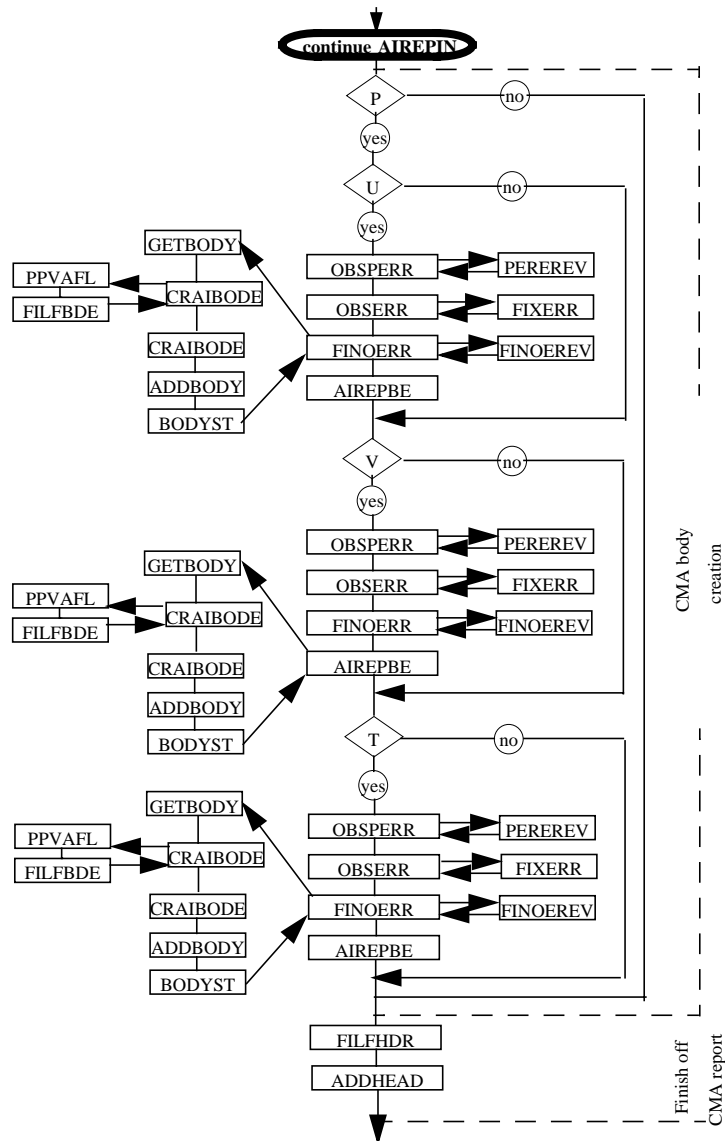 continue AIREPIN
P
no
yes
U
no
yes
GETBODY
OBSPERR
PEREREV
PPVAFL
CRAIBODE
FILFBDE
OBSERR
FIXERR
CRAIBODE
FINOERR
FINOEREV
ADDBODY
AIREPBE
BODYST
V
no
yes
CMA body
creation
OBSPERR
PEREREV
GETBODY
OBSERR
FIXERR
PPVAFL
CRAIBODE
FILFBDE
FINOERR
FINOEREV
CRAIBODE
AIREPBE
ADDBODY
BODYST
T
no
yes
GETBODY
OBSPERR
PEREREV
PPVAFL
CRAIBODE
FILFBDE
OBSERR
FIXERR
CRAIBODE
FINOERR
FINOEREV
ADDBODY
AIREPBE
BODYST
FILFHDR
ADDHEAD
Finish off
CMA report